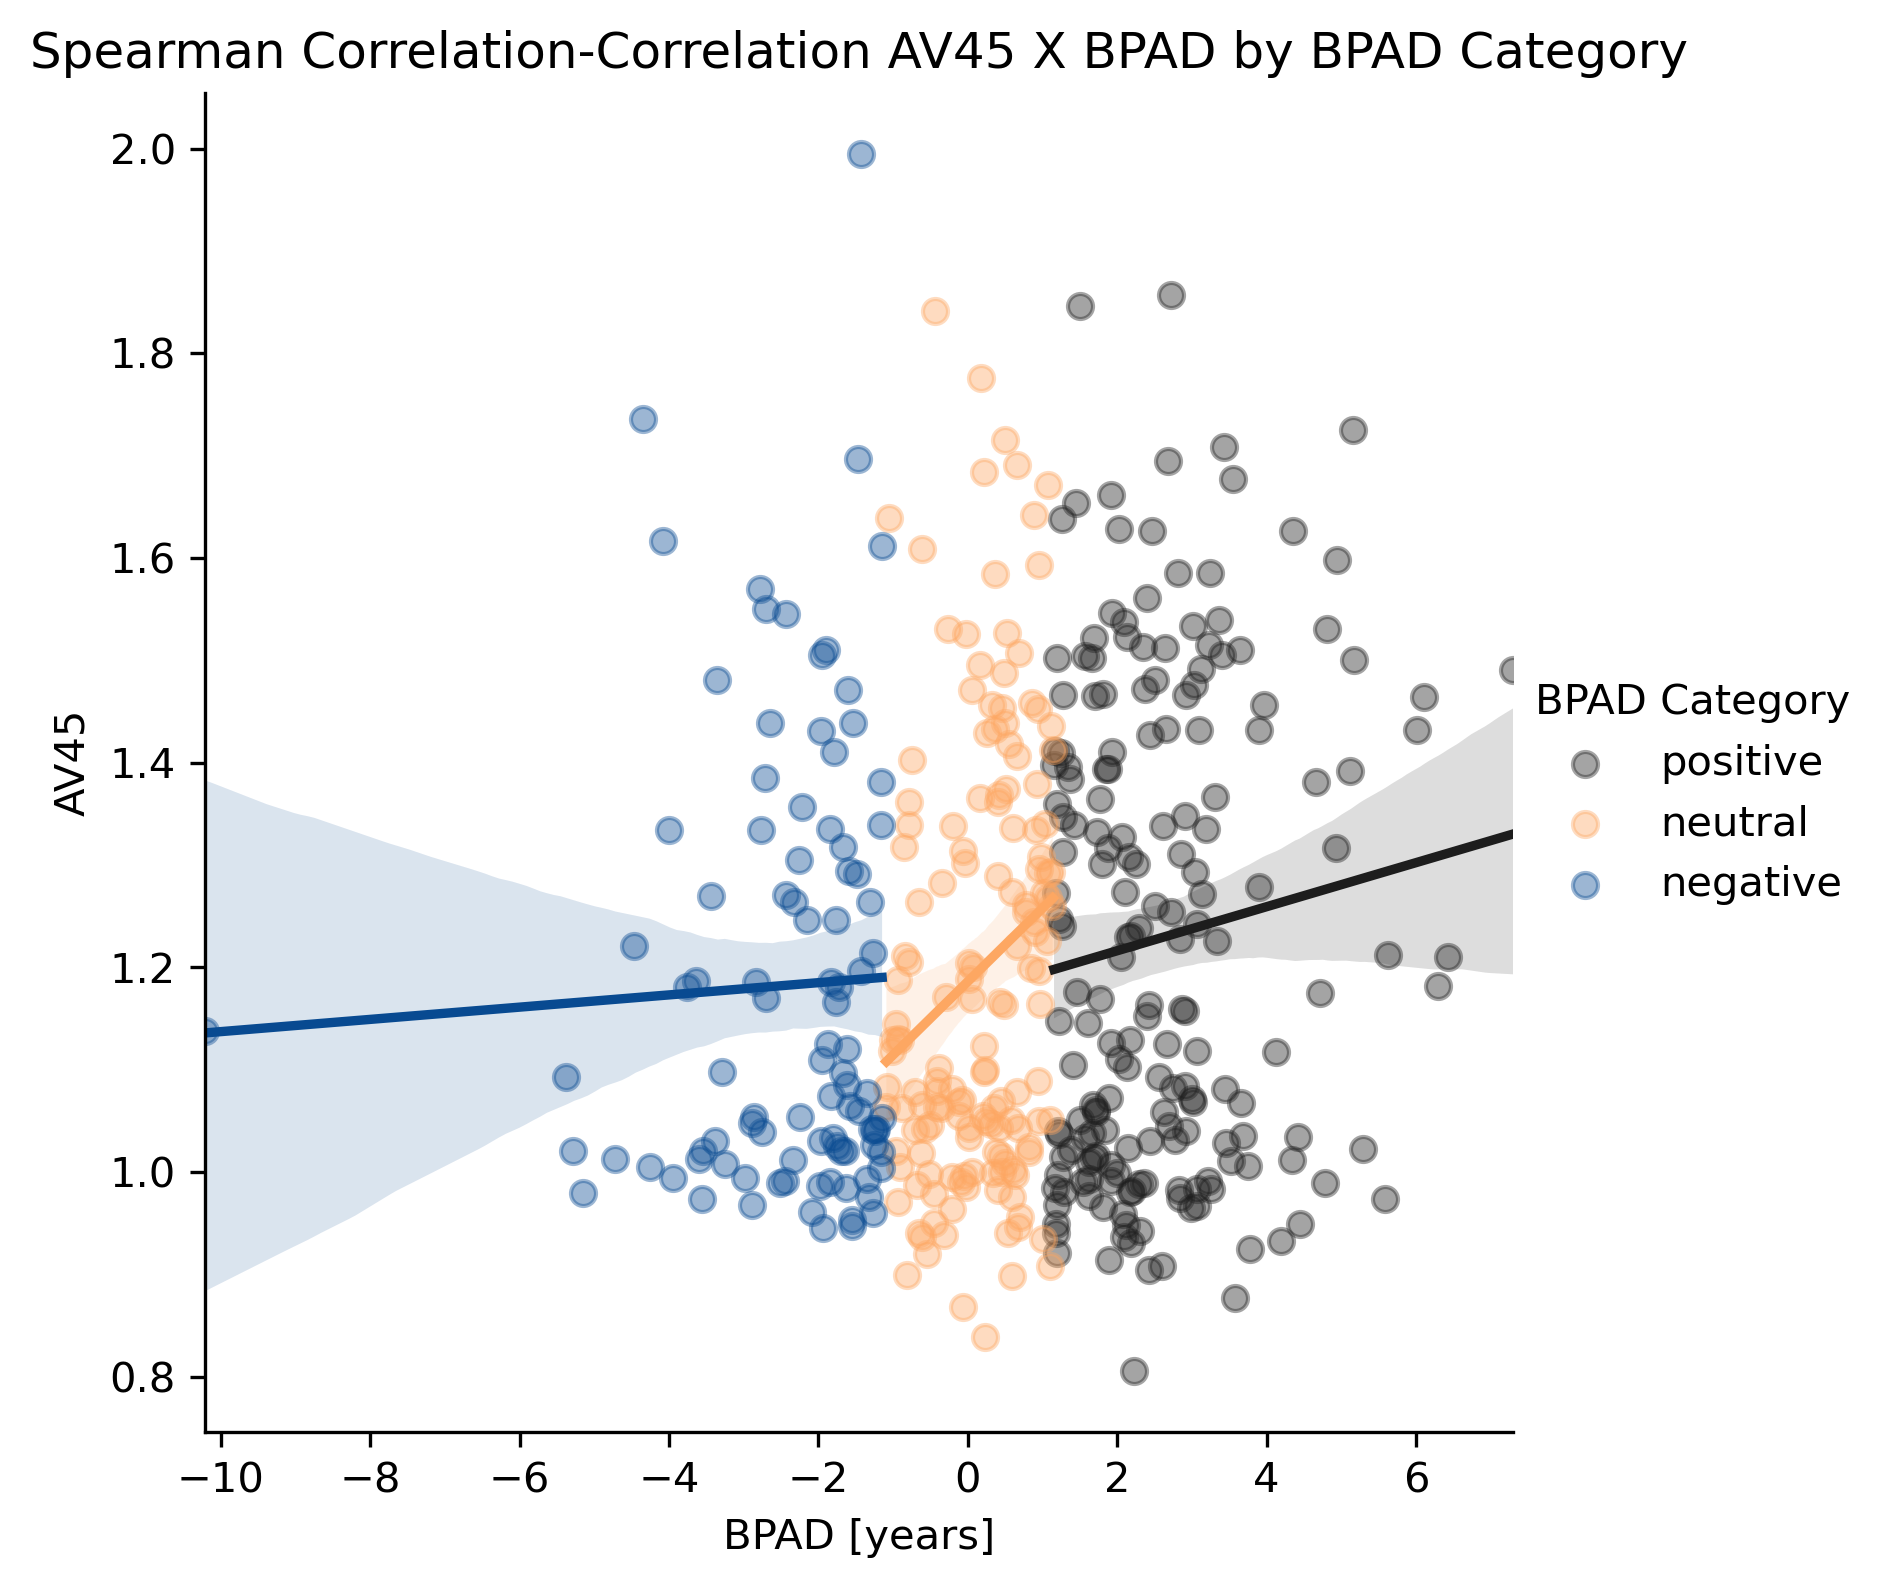 Spearman Correlation-Correlation AV45 X BPAD by BPAD Category
2.0
1.8
1.6
1.4
1.2
1.0
0.8
AV45
−10
−8
−6
−4
−2
0
2
4
6
BPAD [years]
BPAD Category
positive
neutral
negative